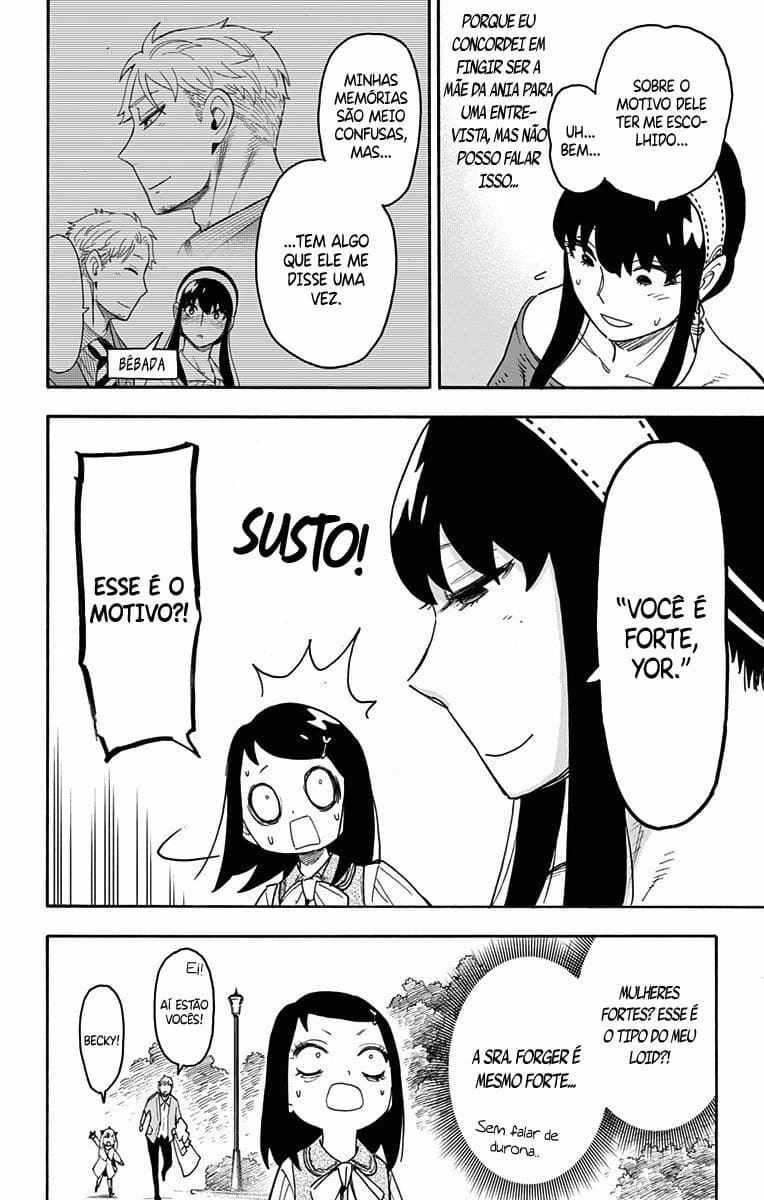 SOBRE O
MOTIVO DELE
TER ME ESCO-
LHIDO...
UH...
BEM...
PORQUE EU
CONCORDEI EM
FINGIR SER A
MÃE DA ANIA PARA
UMA ENTRE-
VISTA, MAS NÃO
POSSO FALAR
ISSO...
MINHAS
MEMÓRIAS
SÃO MEIO
CONFUSAS,
MAS...
...TEM ALGO
QUE ELE ME
DISSE UMA
VEZ.
BÊBADA
"VOCÊ É
FORTE,
YOR."
SUSTO!
ESSE É O
MOTIVO?!
MULHERES
FORTES? ESSE É
O TIPO DO MEU
LOID?!
A SRA. FORGER É
MESMO FORTE...
Sem falar de
durona..
Ei!
AÍ ESTÃO
VOCÊS!
BECKY!